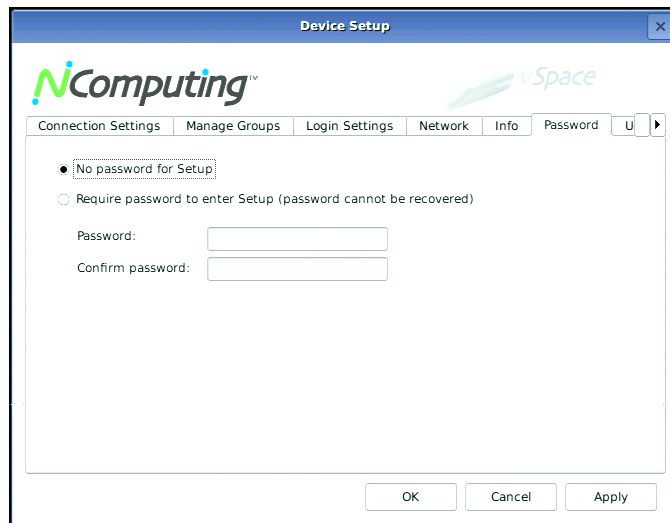 Device Setup
NComputing™
vSpace
Connection Settings Manage Groups Login Settings Network Info Password U
No password for Setup
Require password to enter Setup (password cannot be recovered)
Password:
Confirm password:
OK Cancel Apply